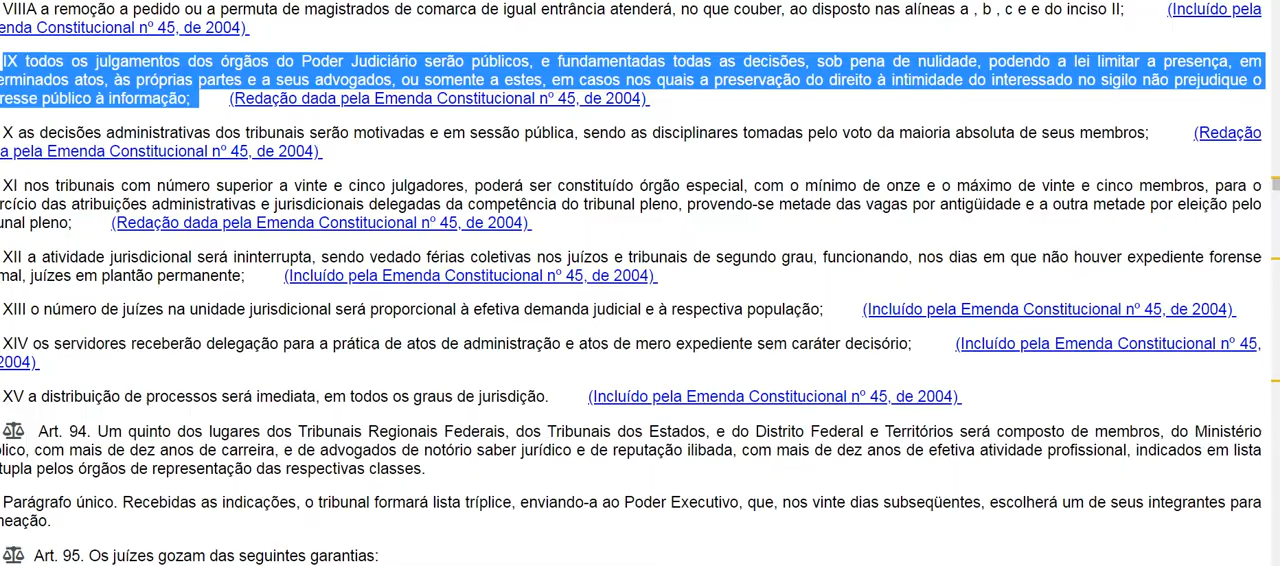 VIIIA a remoção a pedido ou a permuta de magistrados de comarca de igual entrância atenderá, no que couber, ao disposto nas alíneas a , b , c e e do inciso II; (Incluído pela
enda Constitucional nº 45, de 2004)
IX todos os julgamentos dos órgãos do Poder Judiciário serão públicos, e fundamentadas todas as decisões, sob pena de nulidade, podendo a lei limitar a presença, em
erminados atos, às próprias partes e a seus advogados, ou somente a estes, em casos nos quais a preservação do direito à intimidade do interessado no sigilo não prejudique o
resse público à informação; (Redação dada pela Emenda Constitucional nº 45, de 2004)
X as decisões administrativas dos tribunais serão motivadas e em sessão pública, sendo as disciplinares tomadas pelo voto da maioria absoluta de seus membros; (Redação
a pela Emenda Constitucional nº 45, de 2004)
XI nos tribunais com número superior a vinte e cinco julgadores, poderá ser constituído órgão especial, com o mínimo de onze e o máximo de vinte e cinco membros, para o
rcício das atribuições administrativas e jurisdicionais delegadas da competência do tribunal pleno, provendo-se metade das vagas por antigüidade e a outra metade por eleição pelo
unal pleno; (Redação dada pela Emenda Constitucional nº 45, de 2004)
XII a atividade jurisdicional será ininterrupta, sendo vedado férias coletivas nos juízos e tribunais de segundo grau, funcionando, nos dias em que não houver expediente forense
mal, juízes em plantão permanente; (Incluído pela Emenda Constitucional nº 45, de 2004)
XIII o número de juízes na unidade jurisdicional será proporcional à efetiva demanda judicial e à respectiva população; (Incluído pela Emenda Constitucional nº 45, de 2004)
XIV os servidores receberão delegação para a prática de atos de administração e atos de mero expediente sem caráter decisório; (Incluído pela Emenda Constitucional nº 45,
2004)
XV a distribuição de processos será imediata, em todos os graus de jurisdição. (Incluído pela Emenda Constitucional nº 45, de 2004)
Art. 94. Um quinto dos lugares dos Tribunais Regionais Federais, dos Tribunais dos Estados, e do Distrito Federal e Territórios será composto de membros, do Ministério
lico, com mais de dez anos de carreira, e de advogados de notório saber jurídico e de reputação ilibada, com mais de dez anos de efetiva atividade profissional, indicados em lista
tupla pelos órgãos de representação das respectivas classes.
Parágrafo único. Recebidas as indicações, o tribunal formará lista tríplice, enviando-a ao Poder Executivo, que, nos vinte dias subseqüentes, escolherá um de seus integrantes para
meação.
Art. 95. Os juízes gozam das seguintes garantias: